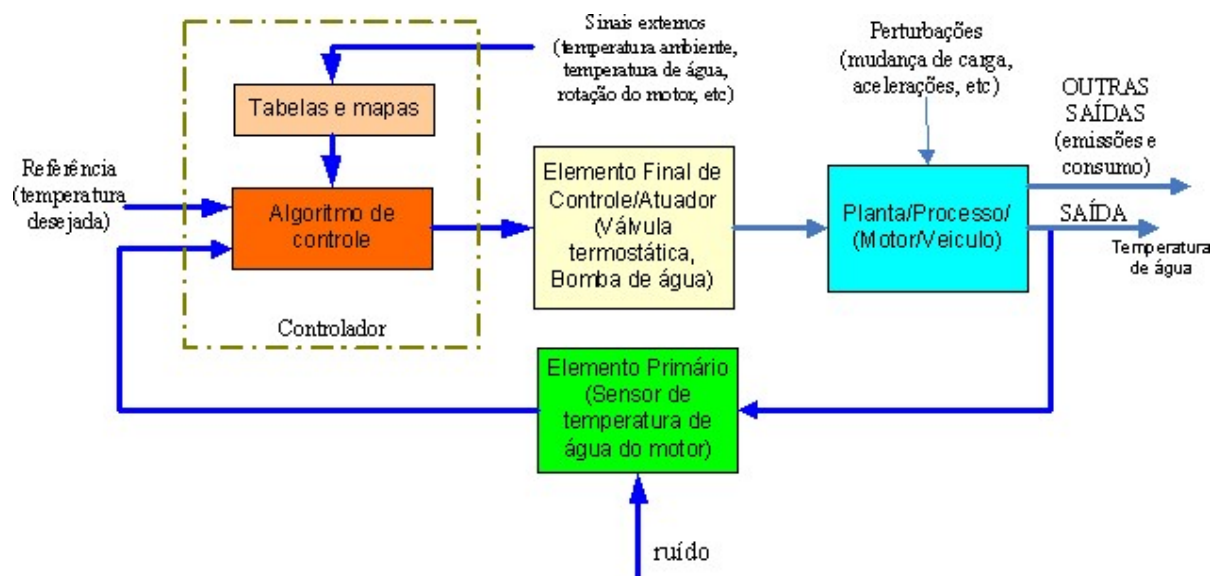 Sinais externos
(temperatura ambiente,
temperatura de água,
rotação do motor, etc)
Perturbações
(mudança de carga,
acelerações, etc)
OUTRAS
SAÍDAS
(emissões e
consumo)
Tabelas e mapas
Referência
(temperatura
desejada)
Algoritmo de
controle
Controlador
Elemento Final de
Controle/Atuador
(Válvula
termostática,
Bomba de água)
Planta/Processo/
(Motor/Veículo)
SAÍDA
Temperatura
de água
Elemento Primário
(Sensor de
temperatura de
água do motor)
ruído